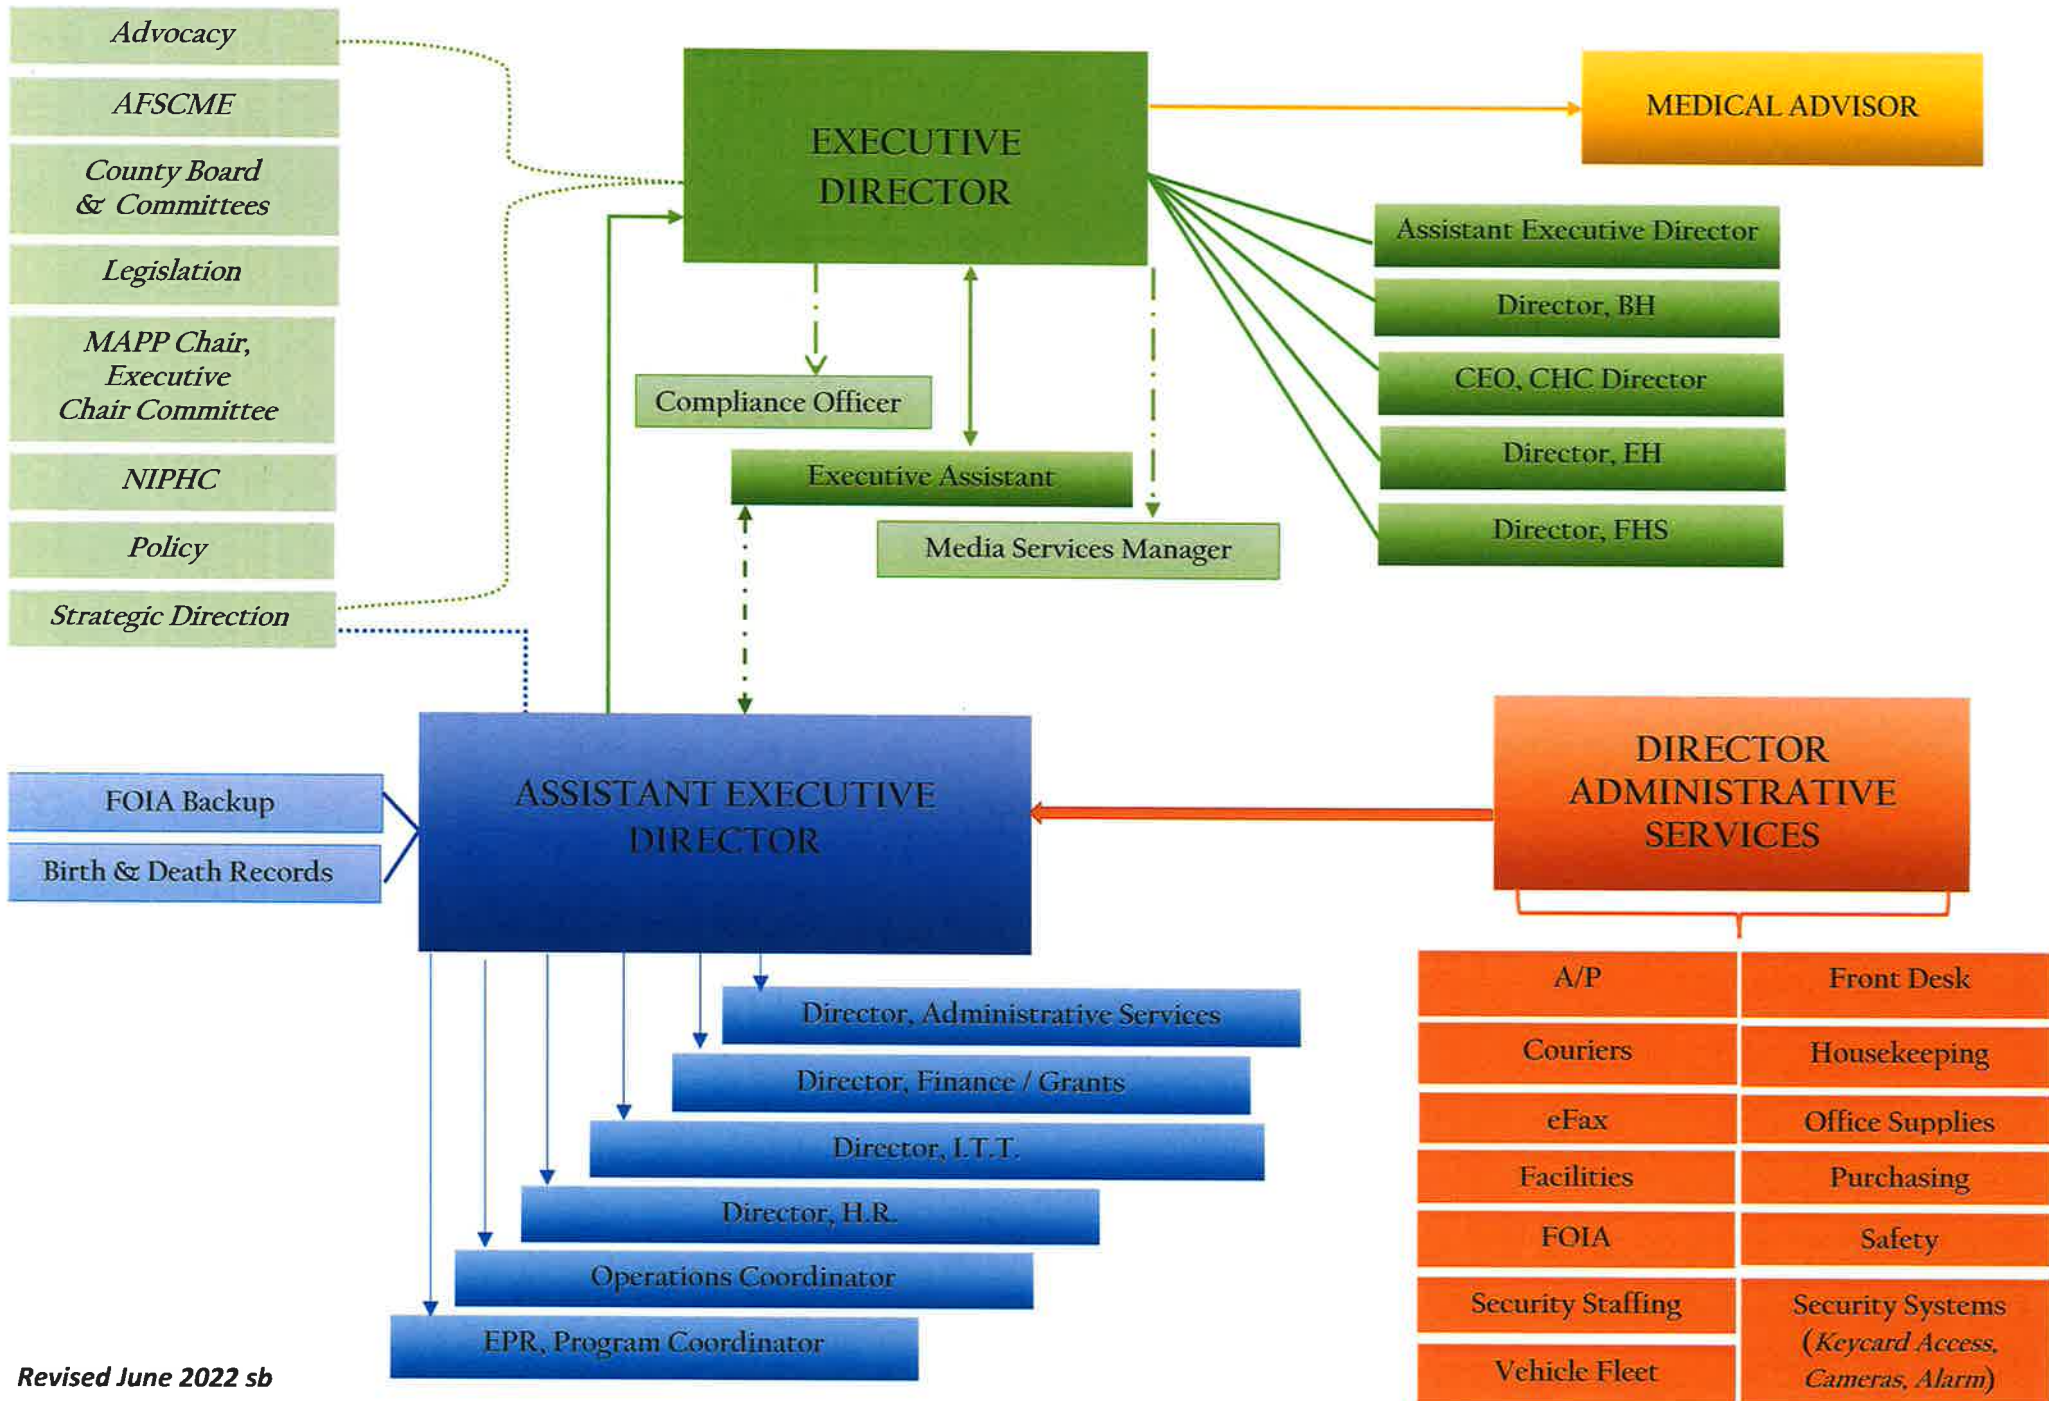 Advocacy
AFSCME
County Board
& Committees
Legislation
MAPP Chair,
Executive
Chair Committee
NIPHC
Policy
Strategic Direction
EXECUTIVE
DIRECTOR
MEDICAL ADVISOR
Assistant Executive Director
Director, BH
CEO, CHC Director
Director, EH
Director, FHS
Compliance Officer
Executive Assistant
Media Services Manager
FOIA Backup
Birth & Death Records
ASSISTANT EXECUTIVE
DIRECTOR
DIRECTOR
ADMINISTRATIVE
SERVICES
Director, Administrative Services
Director, Finance / Grants
Director, I.T.T.
Director, H.R.
Operations Coordinator
EPR, Program Coordinator
A/P
Front Desk
Couriers
Housekeeping
eFax
Office Supplies
Facilities
Purchasing
FOIA
Safety
Security Staffing
Vehicle Fleet
Security Systems
(Keycard Access,
Cameras, Alarm)
Revised June 2022 sb